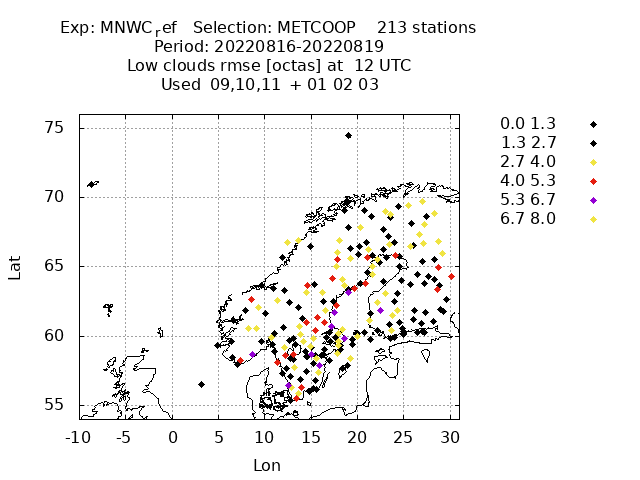 Exp: MNWCref Selection: METCOOP 213 stations
Period: 20220816-20220819
Low clouds rmse [octas] at 12 UTC
Used 09,10,11 + 01 02 03
75
70
65
60
55
Lat
-10 -5 0 5 10 15 20 25 30
Lon
0.0 1.3
1.3 2.7
2.7 4.0
4.0 5.3
5.3 6.7
6.7 8.0